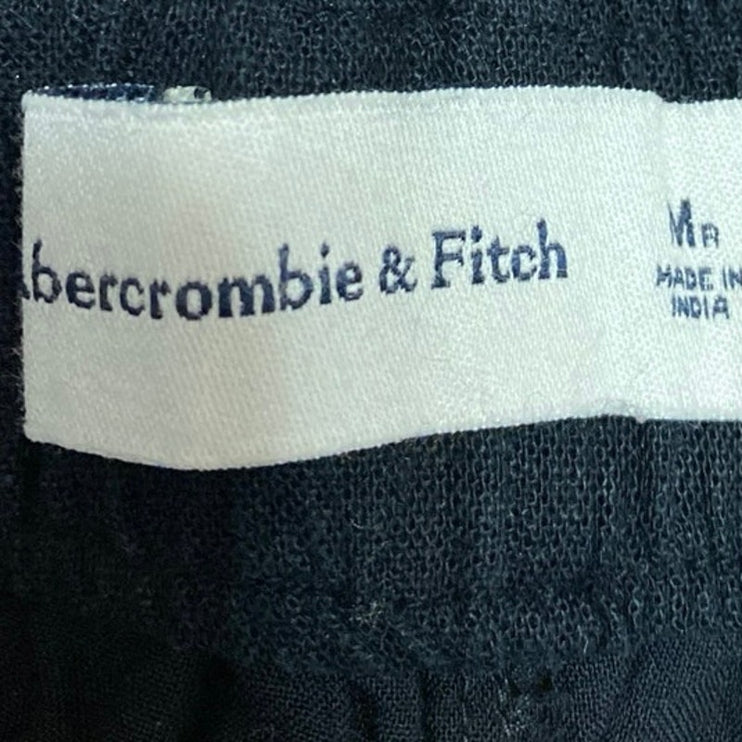 Abercrombie & Fitch
MR
MADE IN
INDIA